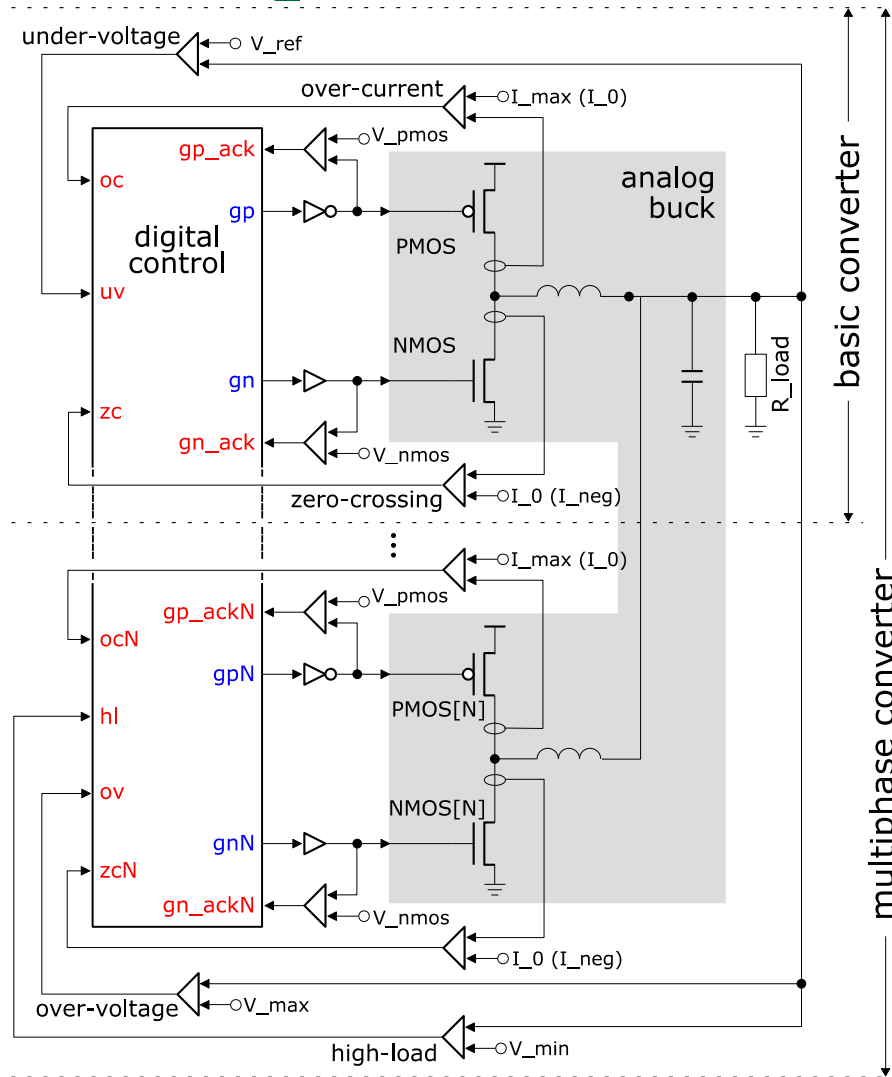 under-voltage
V_ref
over-current
I_max (I_0)
gp_ack
V_pmos
analog
buck
oc
gp
digital
control
PMOS
basic converter
uv
NMOS
R_load
gn
zc
gn_ack
V_nmos
zero-crossing
I_0 (I_neg)
...
I_max (I_0)
V_pmos
gp_ackN
ocN
gpN
PMOS[N]
hl
multiphase converter
ov
NMOS[N]
gnN
zcN
gn_ackN
V_nmos
I_0 (I_neg)
over-voltage
V_max
high-load
V_min